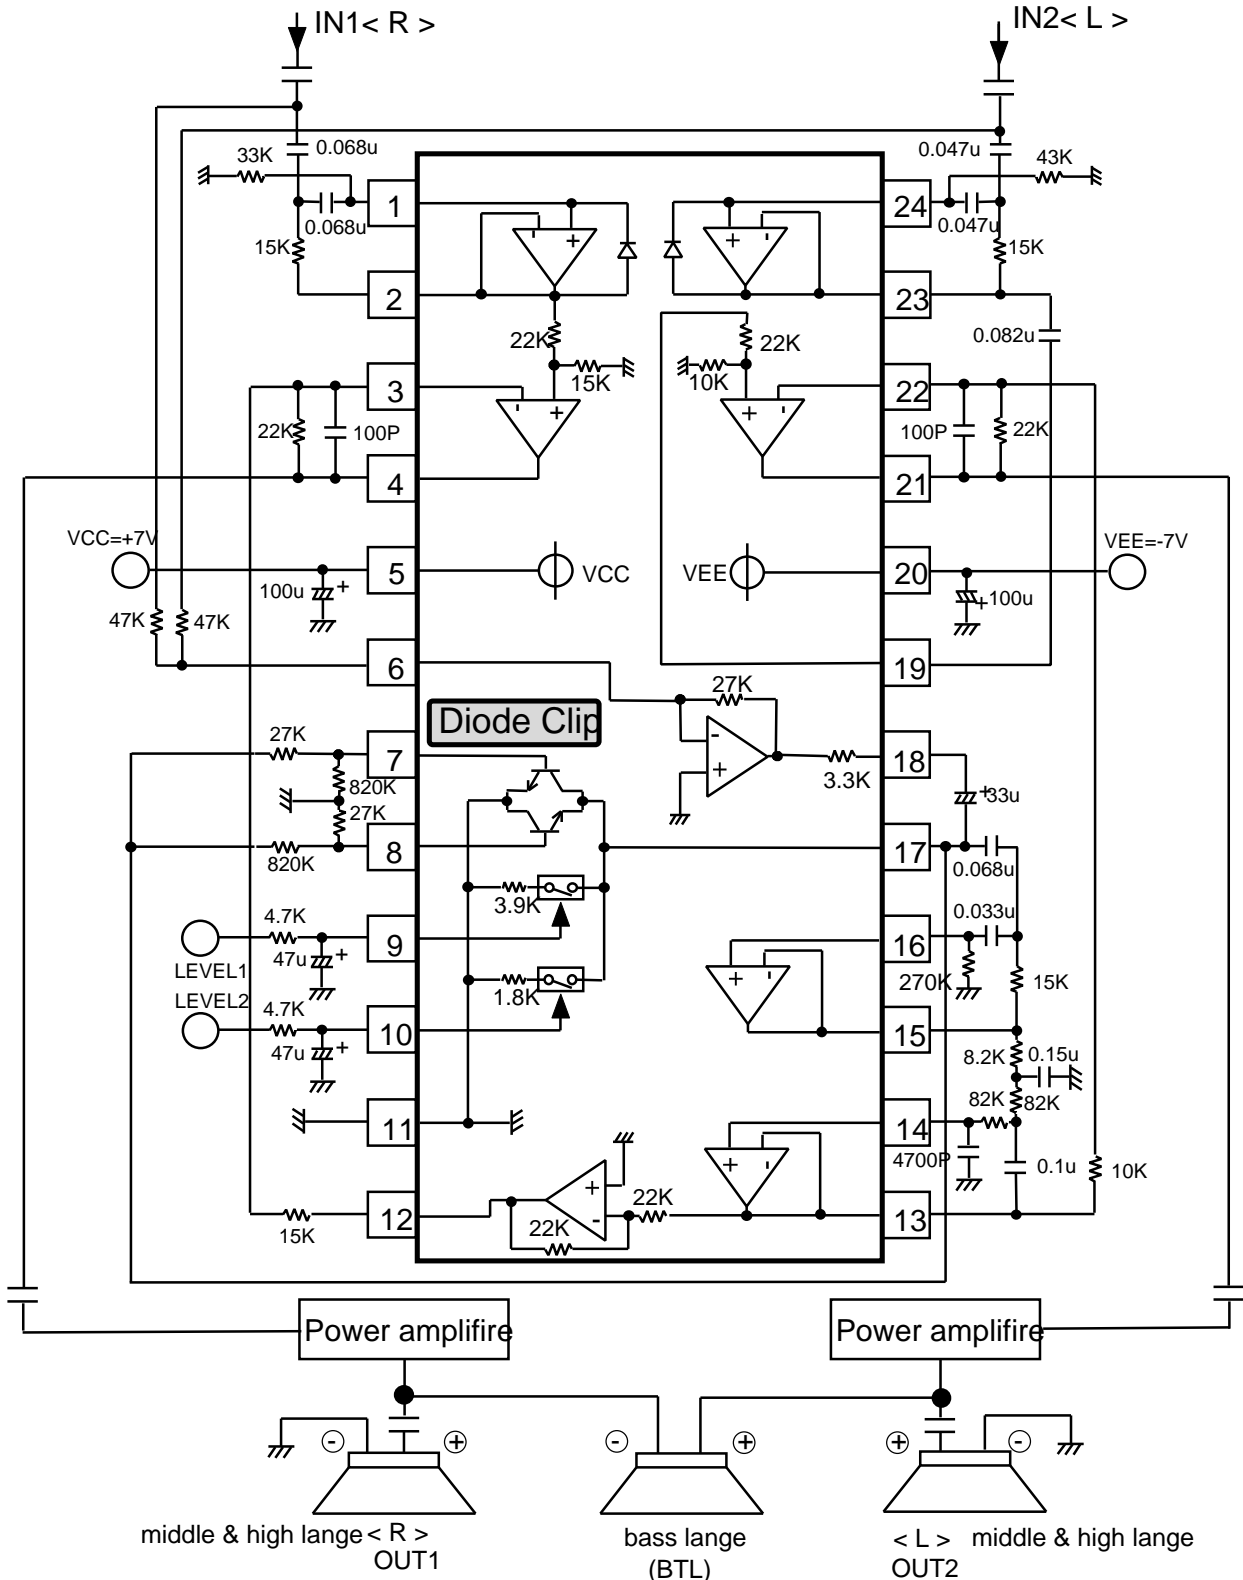 IN1< R >
IN2< L >
0.068u
0.047u
33K
43K
1
24
0.068u
0.047u
15K
15K
2
23
22K
22K
0.082u
15K
10K
3
22
22K
100P
100P
22K
4
21
VCC=+7V
VEE=-7V
5
VCC
VEE
20
100u
+
+
100u
47K
47K
6
19
27K
Diode Clip
27K
7
-
+
3.3K
18
820K
+
33u
27K
8
17
820K
0.068u
3.9K
4.7K
0.033u
9
16
LEVEL1
47u
+
270K
15K
LEVEL2
1.8K
4.7K
10
15
47u
+
8.2K
0.15u
82K
82K
11
14
4700P
0.1u
10K
22K
12
13
15K
22K
Power amplifire
Power amplifire
-
+
-
+
+
-
middle & high lange
< R >
OUT1
bass lange
(BTL)
< L >
OUT2
middle & high lange